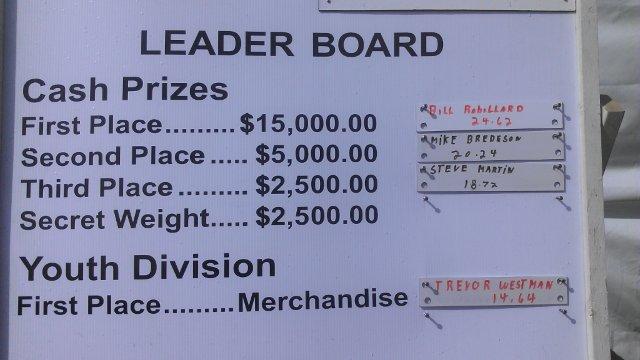 LEADER BOARD
Cash Prizes
First Place.........$15,000.00
BILL RobillARD
24.62
Second Place.....$5,000.00
MIKE BREDESON
20.24
Third Place........$2,500.00
STEVE MARTIN
18.72
Secret Weight.....$2,500.00
Youth Division
First Place.........Merchandise
TREVOR WESTMAN
14.64